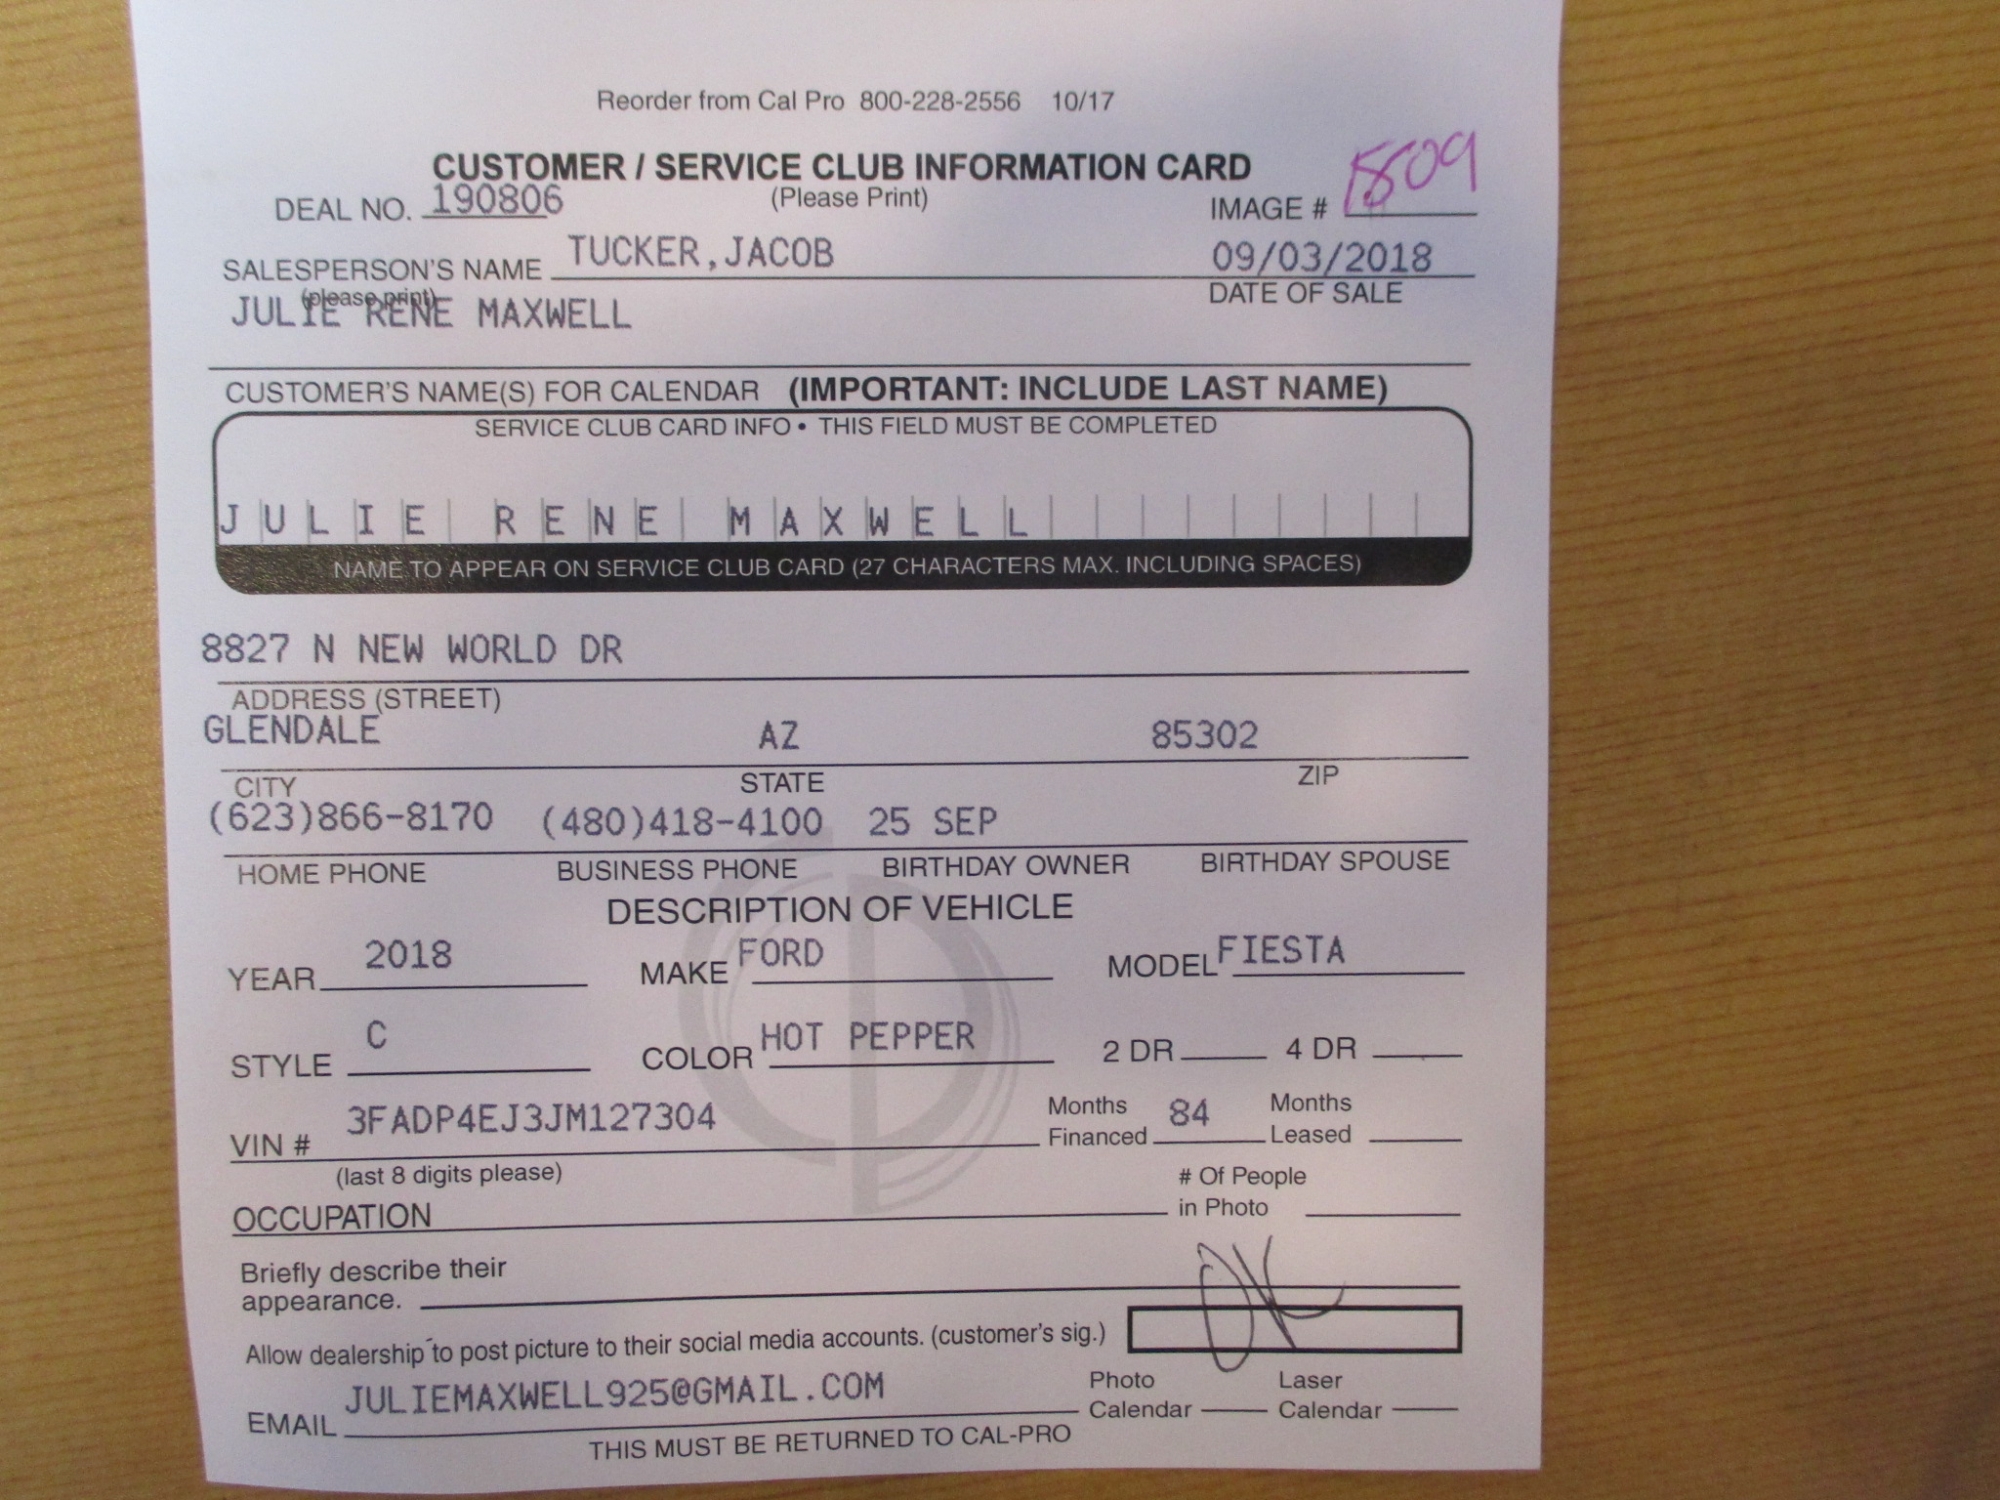 Reorder from Cal Pro 800-228-2556 10/17
CUSTOMER / SERVICE CLUB INFORMATION CARD
DEAL NO. 190806 (Please Print) IMAGE # 1809
SALESPERSON'S NAME TUCKER,JACOB 09/03/2018
(please print) DATE OF SALE
JULIE RENE MAXWELL
CUSTOMER'S NAME(S) FOR CALENDAR (IMPORTANT: INCLUDE LAST NAME)
SERVICE CLUB CARD INFO • THIS FIELD MUST BE COMPLETED
JULIE RENE MAXWELL
NAME TO APPEAR ON SERVICE CLUB CARD (27 CHARACTERS MAX. INCLUDING SPACES)
8827 N NEW WORLD DR
ADDRESS (STREET)
GLENDALE AZ 85302
CITY STATE ZIP
(623)866-8170 (480)418-4100 25 SEP
HOME PHONE BUSINESS PHONE BIRTHDAY OWNER BIRTHDAY SPOUSE
DESCRIPTION OF VEHICLE
YEAR 2018 MAKE FORD MODEL FIESTA
STYLE C COLOR HOT PEPPER 2 DR 4 DR
VIN # 3FADP4EJ3JM127304 Months Financed 84 Months Leased
(last 8 digits please)
OCCUPATION # Of People in Photo
Briefly describe their
appearance.
Allow dealership to post picture to their social media accounts. (customer's sig.)
EMAIL JULIEMAXWELL925@GMAIL.COM Photo Calendar Laser Calendar
THIS MUST BE RETURNED TO CAL-PRO